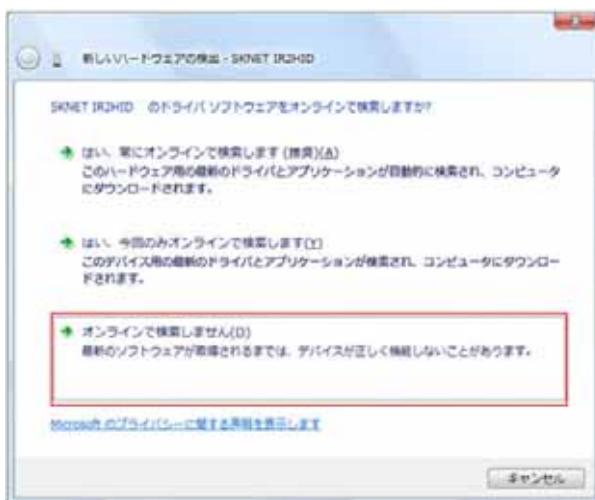 新しいハードウェアの検出 - SKNET IR2HID
SKNET IR2HID のドライバ ソフトウェアをオンラインで検索しますか?
はい、常にオンラインで検索します (推奨)(A)
このハードウェア用の最新のドライバとアプリケーションが自動的に検索され、コンピュータ
にダウンロードされます。
はい、今回のみオンラインで検索します(Y)
このデバイス用の最新のドライバとアプリケーションが検索され、コンピュータにダウンロー
ドされます。
オンラインで検索しません(D)
最新のソフトウェアが取得されるまでは、デバイスが正しく機能しないことがあります。
Microsoft のプライバシーに関する声明を表示します
キャンセル